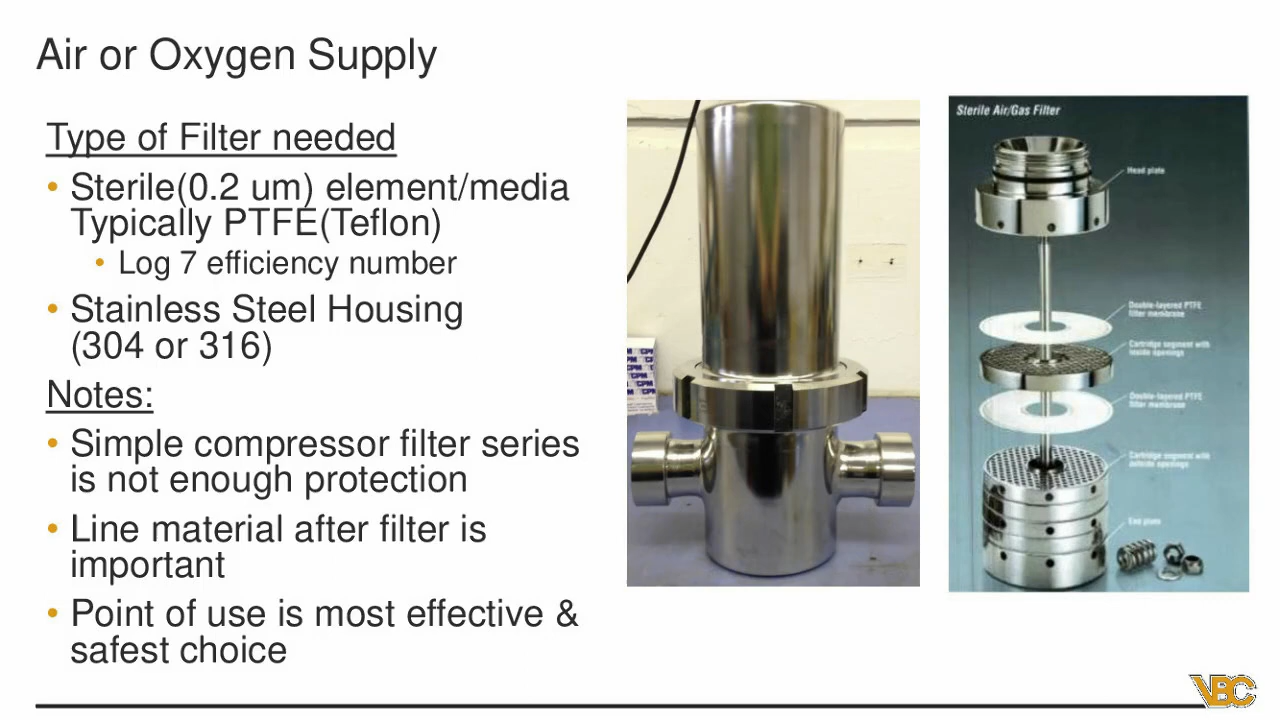 Air or Oxygen Supply
Type of Filter needed
• Sterile(0.2 um) element/media
Typically PTFE(Teflon)
• Log 7 efficiency number
• Stainless Steel Housing
(304 or 316)
Notes:
• Simple compressor filter series
is not enough protection
• Line material after filter is
important
• Point of use is most effective &
safest choice
CPM
Sterile Air/Gas Filter
Head plate
Double-layered PTFE
filter membrane
Cartridge segment with
inside openings
Double-layered PTFE
filter membrane
Cartridge segment with
outside openings
End plate
VBC